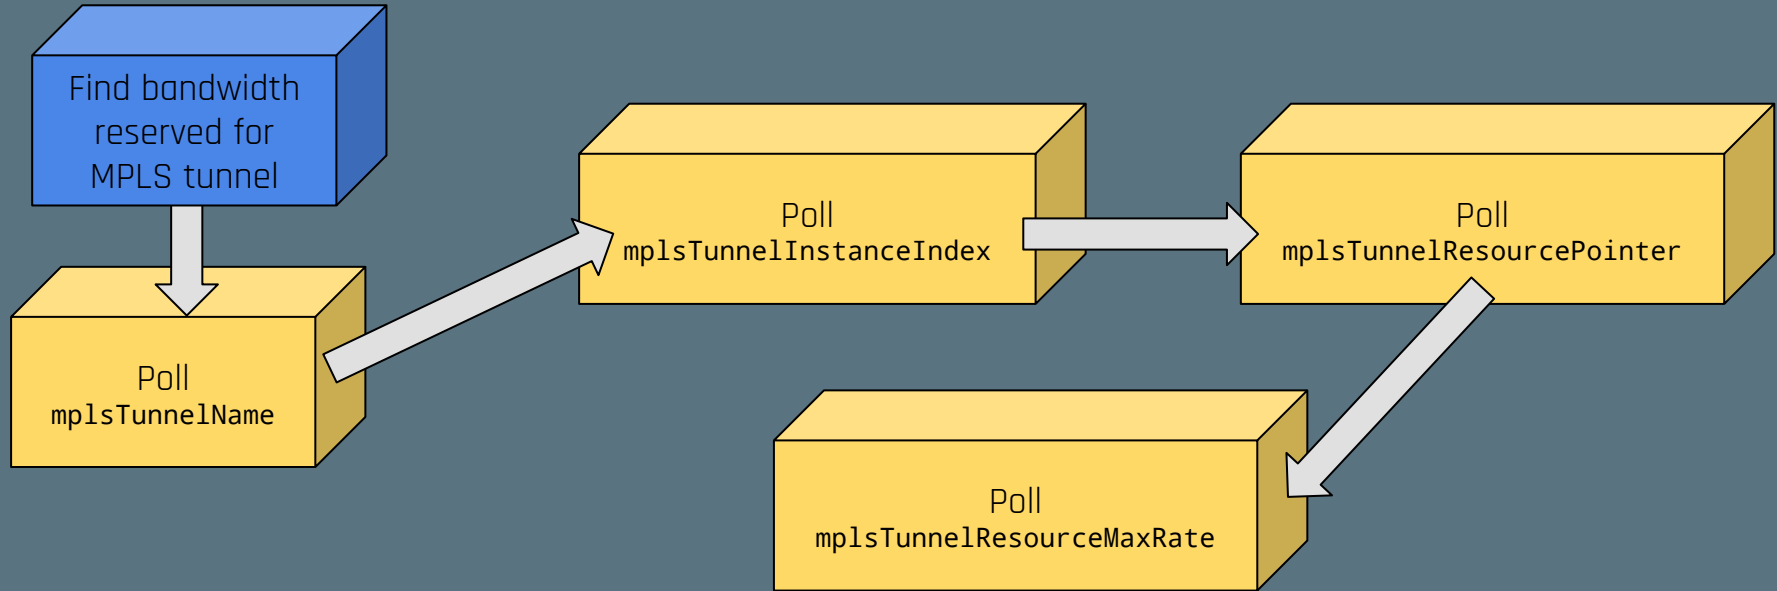 Find bandwidth
reserved for
MPLS tunnel
Poll
mplsTunnelName
Poll
mplsTunnelInstanceIndex
Poll
mplsTunnelResourcePointer
Poll
mplsTunnelResourceMaxRate